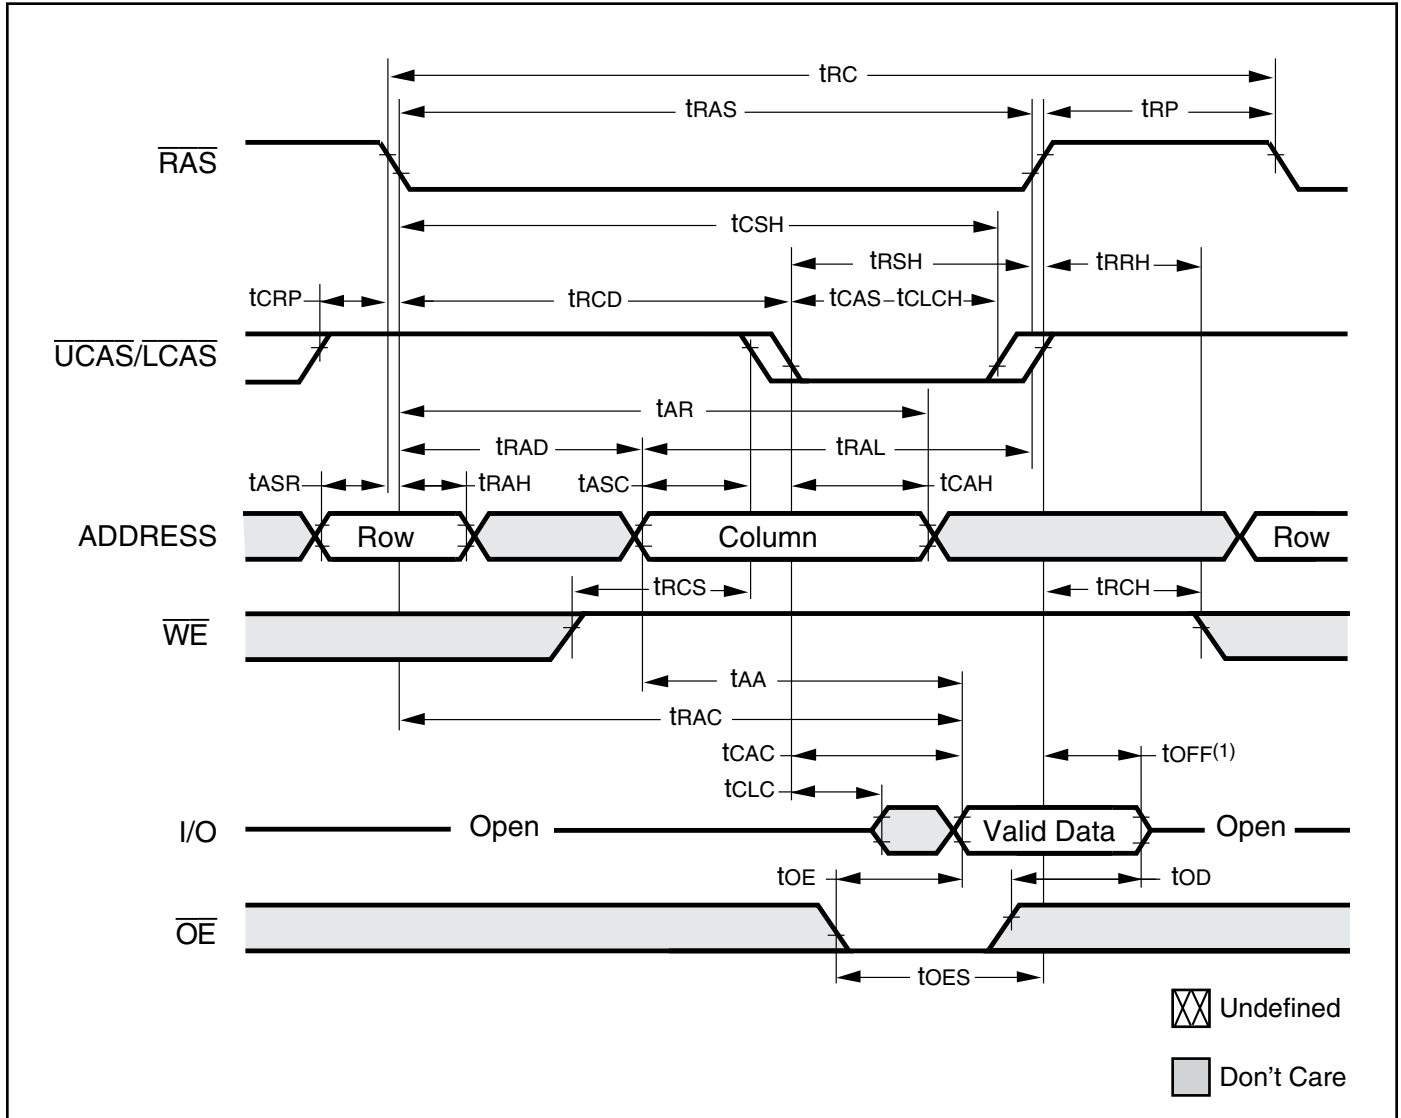 tRC
tRAS
tRP
RAS
tCSH
tRSH
tRRH
tCRP
tRCD
tCAS
tCLCH
UCAS/LCAS
tAR
tRAD
tRAL
tASR
tRAH
tASC
tCAH
ADDRESS
Row
Column
Row
tRCS
tRCH
WE
tAA
tRAC
tCAC
tOFF(1)
tCLC
I/O
Open
Valid Data
Open
tOE
tOD
OE
tOES
Undefined
Don't Care